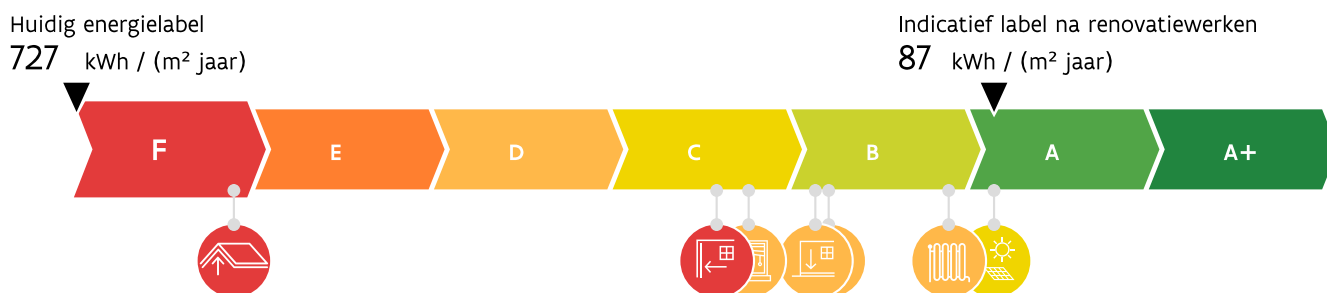 Huidig energielabel
727 kWh / (m² jaar)
Indicatief label na renovatiewerken
87 kWh / (m² jaar)
F E D C B A A+